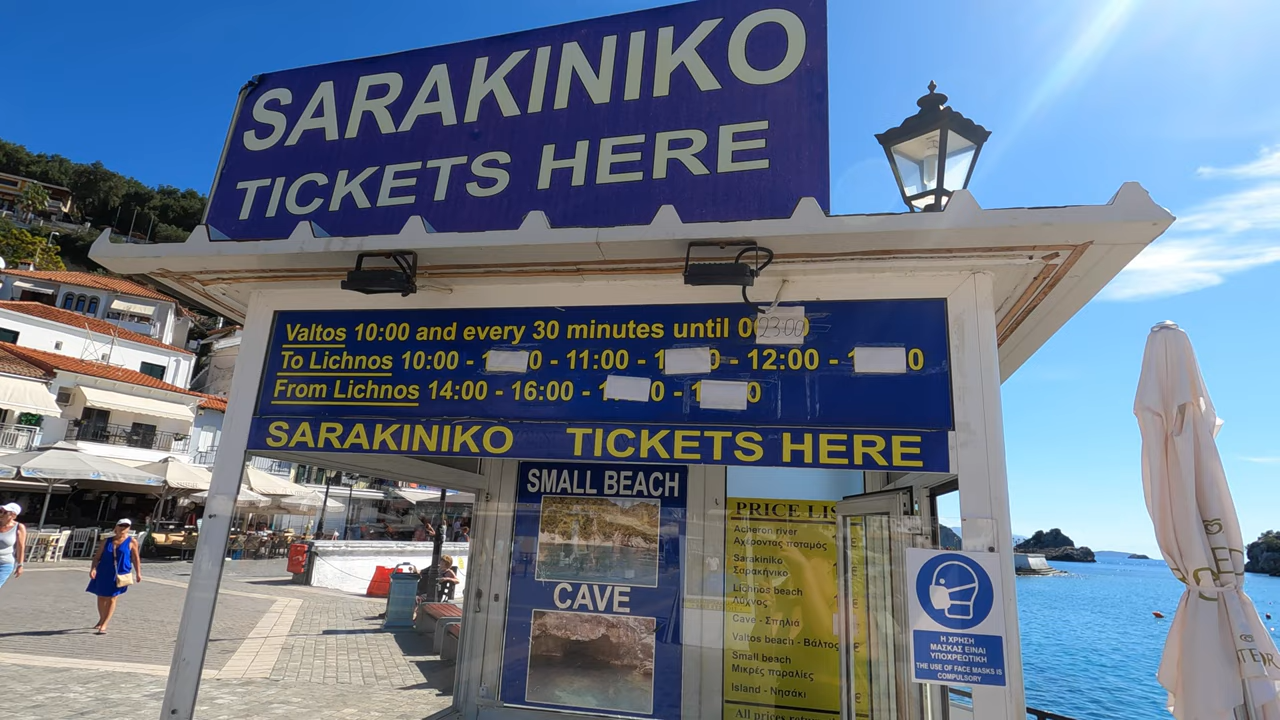 SARAKINIKO
TICKETS HERE
Valtos 10:00 and every 30 minutes until 23:00
To Lichnos 10:00 - 11:00 - 12:00 -
From Lichnos 14:00 - 16:00 -
SARAKINIKO TICKETS HERE
SMALL BEACH
CAVE
PRICE LIS
Acheron river
Αχέροντας ποταμός
Sarakiniko
Σαρακήνικο
Lichnos beach
Λύχνος
Cave - Σπηλιά
Valtos beach - Βάλτος
Small beach
Μικρές παραλίες
Island - Νησάκι
All prices
Η ΧΡΗΣΗ
ΜΑΣΚΑΣ ΕΙΝΑΙ
ΥΠΟΧΡΕΩΤΙΚΗ
THE USE OF FACE MASKS IS
COMPULSORY